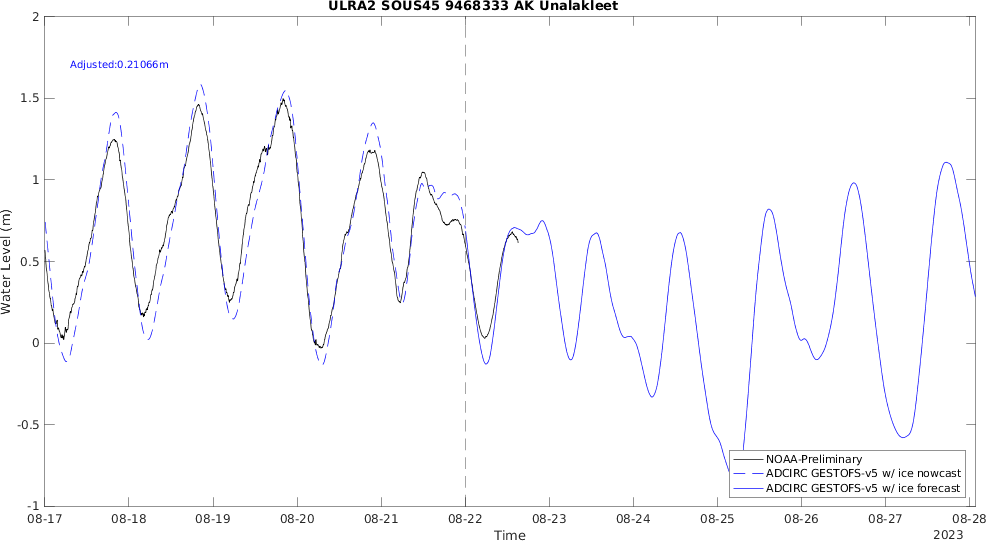 ULRA2 SOUS45 9468333 AK Unalakleet
Adjusted:0.21066m
Water Level (m)
2
1.5
1
0.5
0
-0.5
-1
NOAA-Preliminary
ADCIRC GESTOFS-v5 w/ ice nowcast
ADCIRC GESTOFS-v5 w/ ice forecast
08-17 08-18 08-19 08-20 08-21 08-22 08-23 08-24 08-25 08-26 08-27 08-28
Time
2023